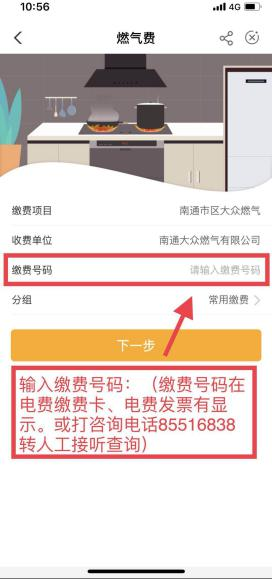 10:56
4G
燃气费
缴费项目
南通市区大众燃气
收费单位
南通大众燃气有限公司
缴费号码
请输入缴费号码
分组
常用缴费
下一步
输入缴费号码：（缴费号码在
电费缴费卡、电费发票有显
示。或打咨询电话85516838
转人工接听查询）